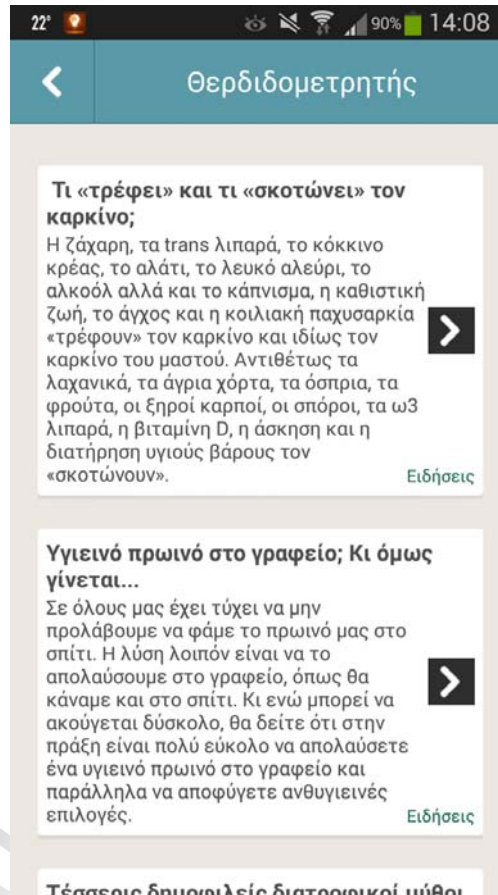 22°
90%
14:08
Θερδιδομετρητής
Τι «τρέφει» και τι «σκοτώνει» τον
καρκίνο;
Η ζάχαρη, τα trans λιπαρά, το κόκκινο
κρέας, το αλάτι, το λευκό αλεύρι, το
αλκοόλ αλλά και το κάπνισμα, η καθιστική
ζωή, το άγχος και η κοιλιακή παχυσαρκία
«τρέφουν» τον καρκίνο και ιδίως τον
καρκίνο του μαστού. Αντιθέτως τα
λαχανικά, τα άγρια χόρτα, τα όσπρια, τα
φρούτα, οι ξηροί καρποί, οι σπόροι, τα ω3
λιπαρά, η βιταμίνη D, η άσκηση και η
διατήρηση υγιούς βάρους τον
«σκοτώνουν».
Ειδήσεις
Υγιεινό πρωινό στο γραφείο; Κι όμως
γίνεται...
Σε όλους μας έχει τύχει να μην
προλάβουμε να φάμε το πρωινό μας στο
σπίτι. Η λύση λοιπόν είναι να το
απολαύσουμε στο γραφείο, όπως θα
κάναμε και στο σπίτι. Κι ενώ μπορεί να
ακούγεται δύσκολο, θα δείτε ότι στην
πράξη είναι πολύ εύκολο να απολαύσετε
ένα υγιεινό πρωινό στο γραφείο και
παράλληλα να αποφύγετε ανθυγιεινές
επιλογές.
Ειδήσεις
Τέσσερις δημοφιλείς διατροφικοί μύθοι